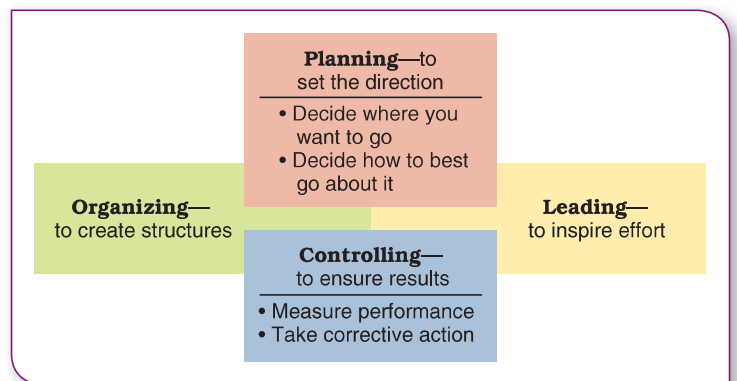 Planning—to
set the direction
• Decide where you
want to go
• Decide how to best
go about it
Organizing—
to create structures
Leading—
to inspire effort
Controlling—
to ensure results
• Measure performance
• Take corrective action